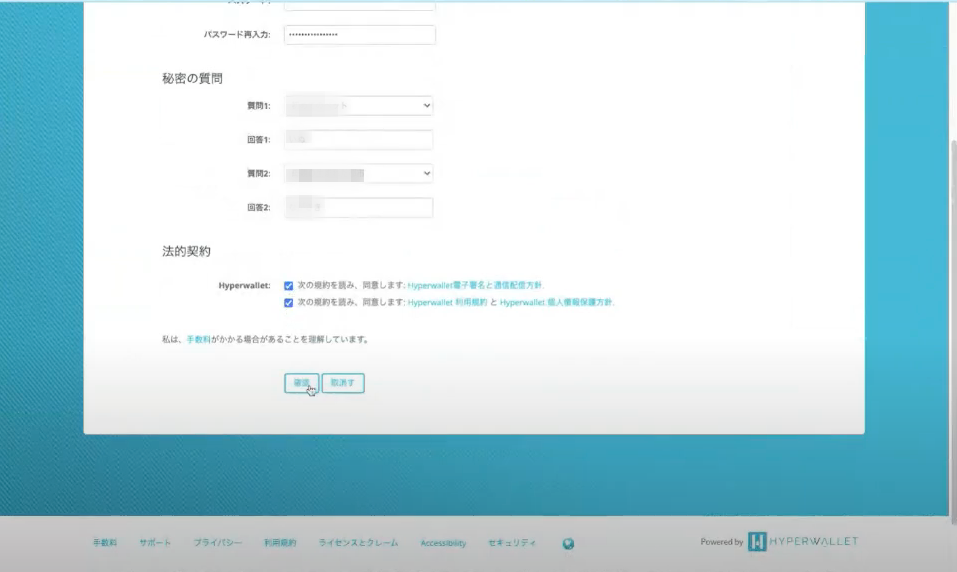 パスワード再入力:
秘密の質問
質問1:
回答1:
質問2:
回答2:
法的契約
Hyperwallet: 次の規約を読み、同意します: Hyperwallet電子署名と通信配信方針.
次の規約を読み、同意します: Hyperwallet 利用規約 と Hyperwallet 個人情報保護方針.
私は、手数料がかかる場合があることを理解しています。
確認 取消す
手数料 サポート プライバシー 利用規約 ライセンスとクレーム Accessibility セキュリティ Powered by HYPERWALLET